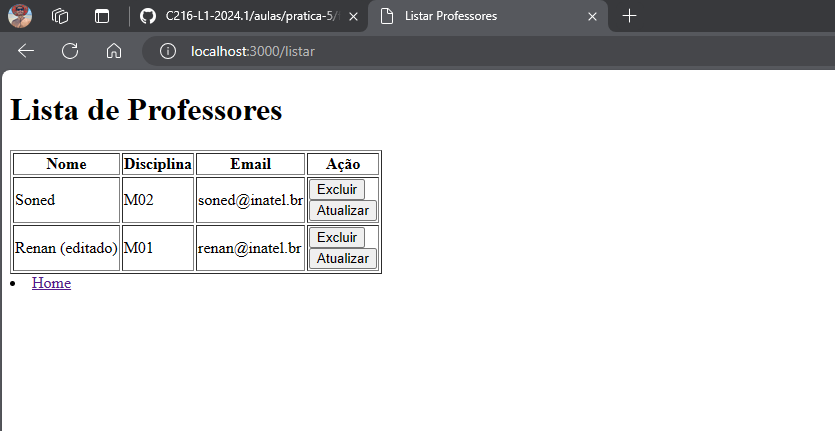 C216-L1-2024.1/aulas/pratica-5/
Listar Professores
localhost:3000/listar
Lista de Professores
Nome Disciplina Email Ação
Soned M02 soned@inatel.br Excluir
Atualizar
Renan (editado) M01 renan@inatel.br Excluir
Atualizar
Home